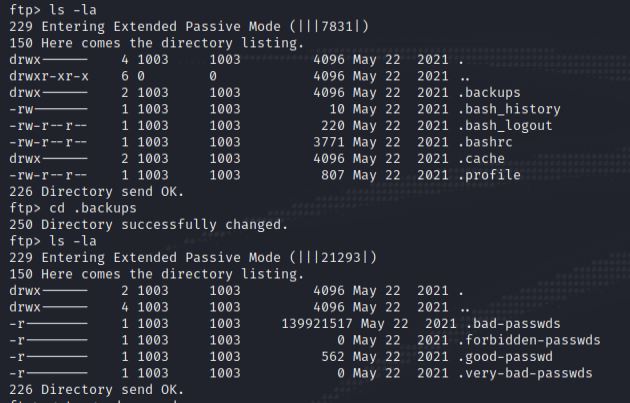 ftp> ls -la
229 Entering Extended Passive Mode (|||7831|)
150 Here comes the directory listing.
drwx------    4 1003     1003         4096 May 22  2021 .
drwxr-xr-x    6 0        0            4096 May 22  2021 ..
drwx------    2 1003     1003         4096 May 22  2021 .backups
-rw-------    1 1003     1003           10 May 22  2021 .bash_history
-rw-r--r--    1 1003     1003          220 May 22  2021 .bash_logout
-rw-r--r--    1 1003     1003         3771 May 22  2021 .bashrc
drwx------    2 1003     1003         4096 May 22  2021 .cache
-rw-r--r--    1 1003     1003          807 May 22  2021 .profile
226 Directory send OK.
ftp> cd .backups
250 Directory successfully changed.
ftp> ls -la
229 Entering Extended Passive Mode (|||21293|)
150 Here comes the directory listing.
drwx------    2 1003     1003         4096 May 22  2021 .
drwx------    4 1003     1003         4096 May 22  2021 ..
-r--------    1 1003     1003     139921517 May 22  2021 .bad-passwds
-r--------    1 1003     1003            0 May 22  2021 .forbidden-passwds
-r--------    1 1003     1003          562 May 22  2021 .good-passwd
-r--------    1 1003     1003            0 May 22  2021 .very-bad-passwds
226 Directory send OK.